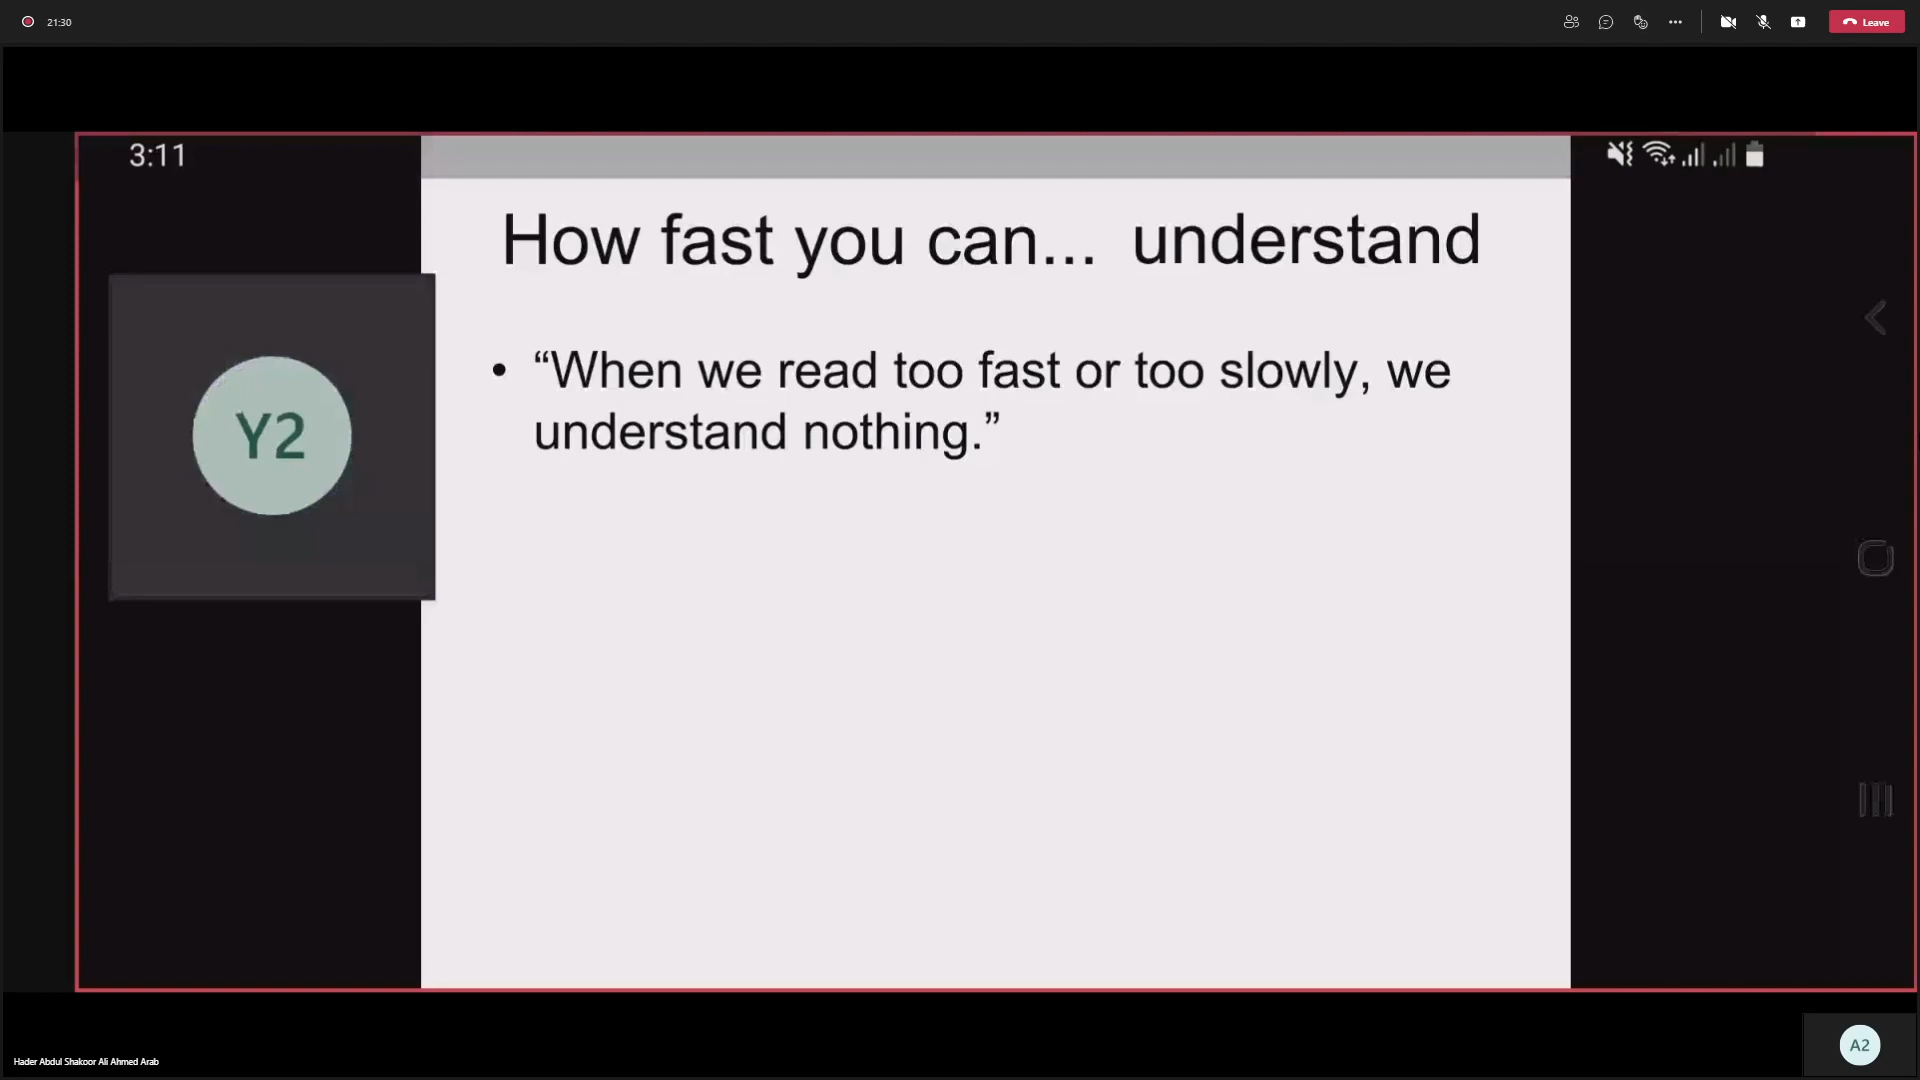 21:30
Leave
3:11
How fast you can... understand
Y2
• “When we read too fast or too slowly, we
understand nothing.”
Hader Abdul Shakoor Ali Ahmed Arab
A2